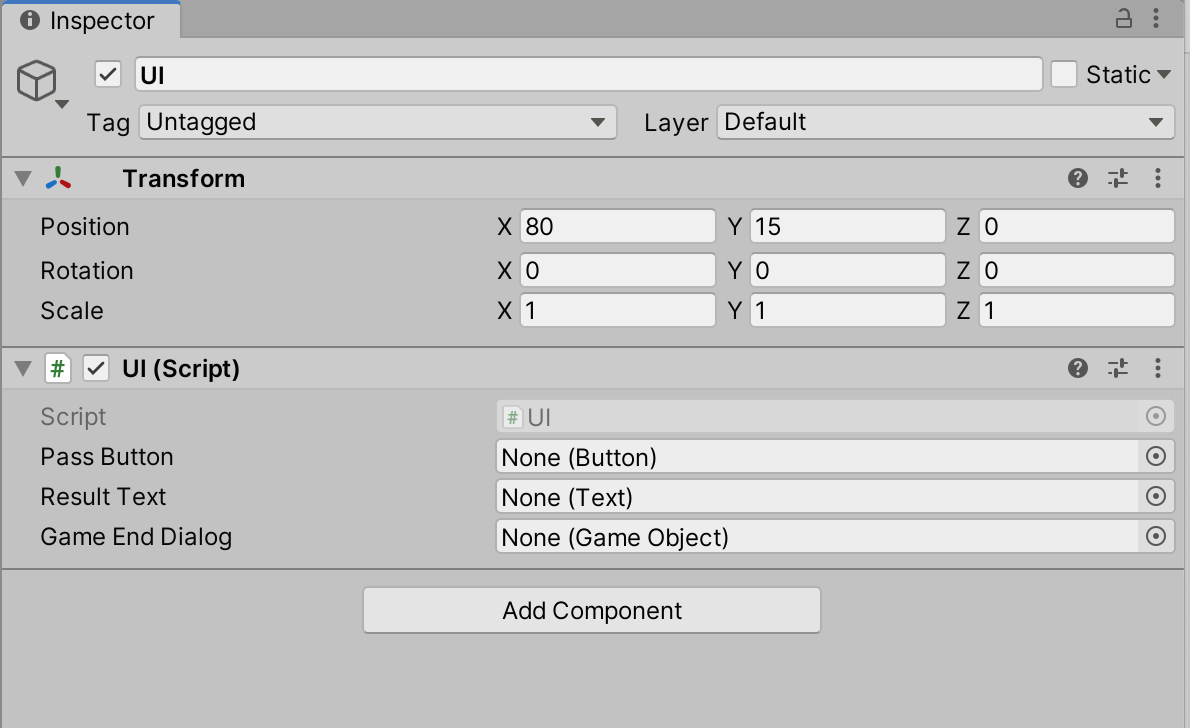 Inspector
UI Static
Tag Untagged Layer Default
Transform
Position X 80 Y 15 Z 0
Rotation X 0 Y 0 Z 0
Scale X 1 Y 1 Z 1
# UI (Script)
Script # UI
Pass Button None (Button)
Result Text None (Text)
Game End Dialog None (Game Object)
Add Component